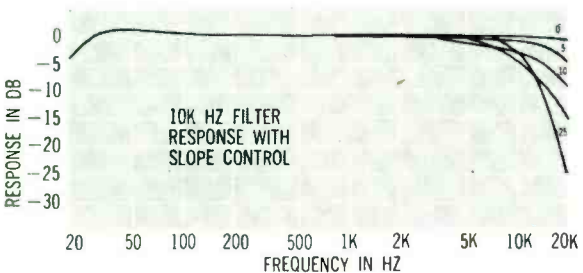 0
-5
-10
-15
-20
-25
-30
RESPONSE IN DB
10K HZ FILTER
RESPONSE WITH
SLOPE CONTROL
5
10
25
20 50 100 200 500 1K 2K 5K 10K 20K
FREQUENCY IN HZ